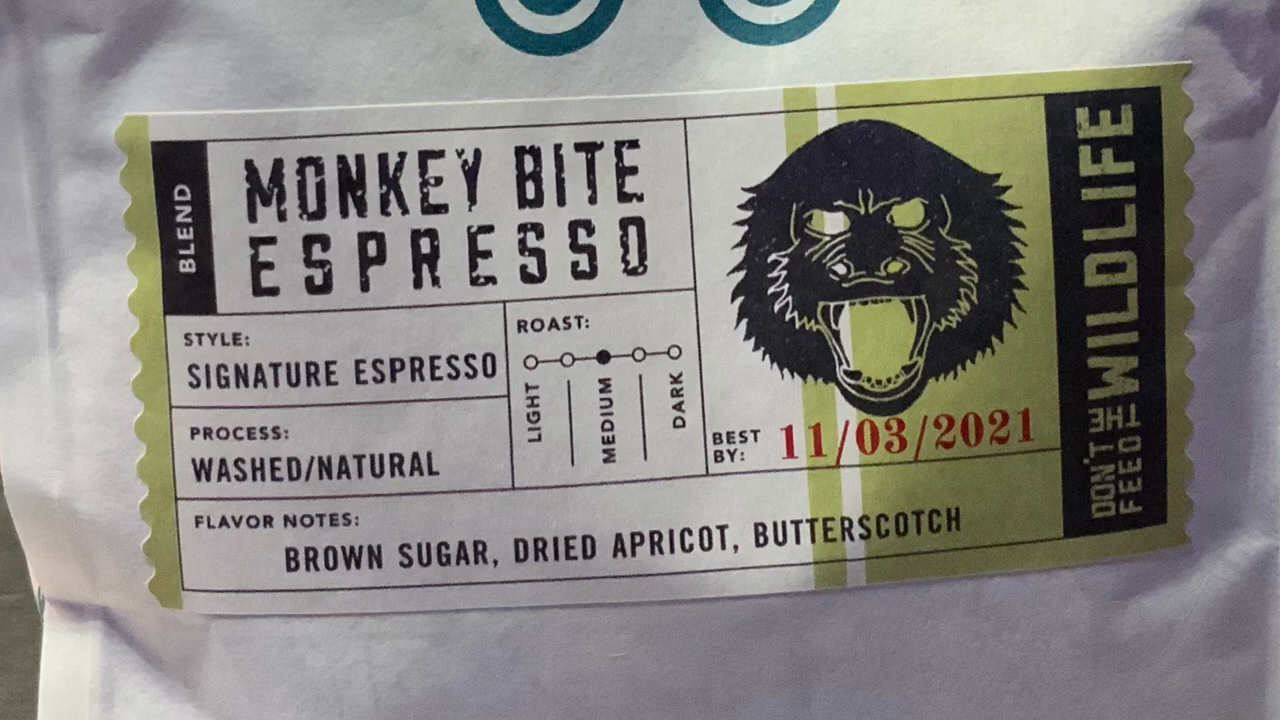 BLEND
MONKEY BITE
ESPRESSO
STYLE:
SIGNATURE ESPRESSO
PROCESS:
WASHED/NATURAL
ROAST:
LIGHT
MEDIUM
DARK
BEST
BY:
11/03/2021
FLAVOR NOTES:
BROWN SUGAR, DRIED APRICOT, BUTTERSCOTCH
DON'T
FEED THE
WILDLIFE